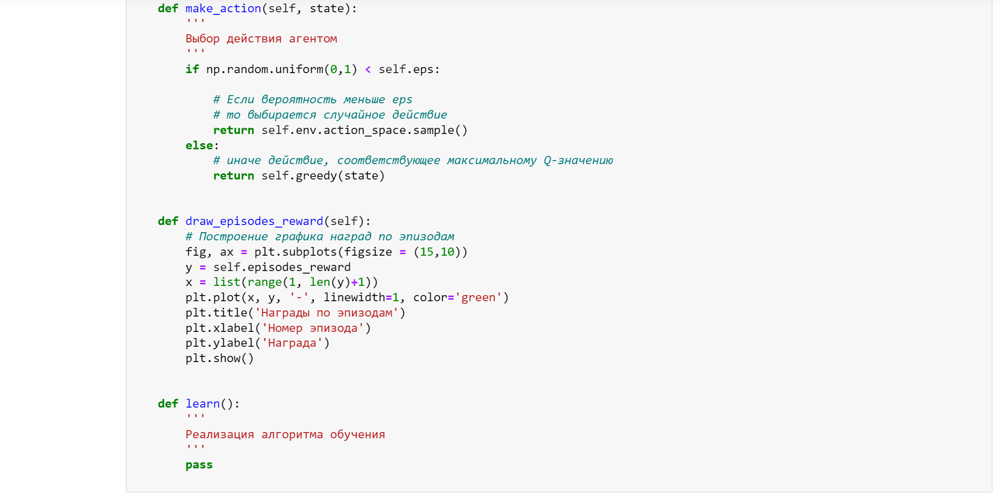 def make_action(self, state):
'''
Выбор действия агентом
'''
if np.random.uniform(0,1) < self.eps:
# Если вероятность меньше eps
# то выбирается случайное действие
return self.env.action_space.sample()
else:
# иначе действие, соответствующее максимальному Q-значению
return self.greedy(state)
def draw_episodes_reward(self):
# Построение графика наград по эпизодам
fig, ax = plt.subplots(figsize = (15,10))
y = self.episodes_reward
x = list(range(1, len(y)+1))
plt.plot(x, y, '-', linewidth=1, color='green')
plt.title('Награды по эпизодам')
plt.xlabel('Номер эпизода')
plt.ylabel('Награда')
plt.show()
def learn():
'''
Реализация алгоритма обучения
'''
pass